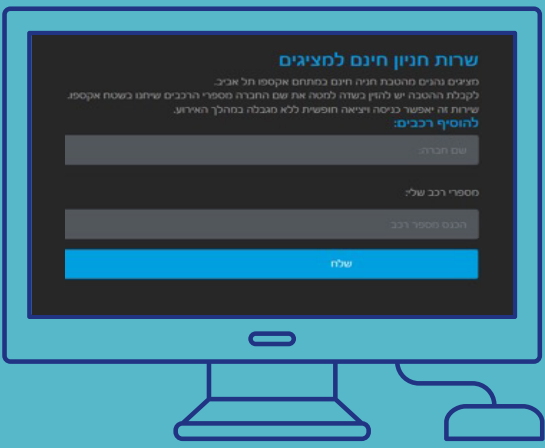 שרות חניון חינם למציגים
מציגים נהנים מהטבת חניה חינם במתחם אקספו תל אביב.
לקבלת ההטבה יש להזין בשדה למטה את שם החברה מספרי הרכבים שיחנו בשטח אקספו.
שירות זה יאפשר כניסה ויציאה חופשית ללא מגבלה במהלך האירוע.
להוסיף רכבים:
שם חברה:
מספרי רכב שלי:
הכנס מספר רכב
שלח